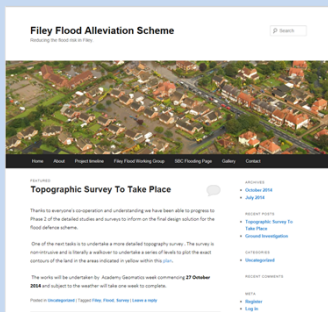 Filey Flood Alleviation Scheme
Reducing the flood risk in Filey
Search
Home About Project timeline Filey Flood Working Group SBC Flooding Page Gallery Contact
FEATURED
Topographic Survey To Take Place
Thanks to everyone's co-operation and understanding we have been able to progress to
Phase 2 of the detailed studies and surveys to inform on the final design solution for the
flood defence scheme.
One of the next tasks is to undertake a more detailed topography survey . The survey is
non-intrusive and is literally a walkover to undertake a series of levels to plot the exact
contours of the land in the areas indicated in yellow within this plan.
The works will be undertaken by Academy Geomatics week commencing 27 October
2014 and subject to the weather will take one week to complete.
Posted in Uncategorized | Tagged Filey, Flood, Survey | Leave a reply
ARCHIVES
October 2014
July 2014
RECENT POSTS
Topographic Survey To
Take Place
Ground Investigation
CATEGORIES
Uncategorized
RECENT COMMENTS
META
Register
Log in